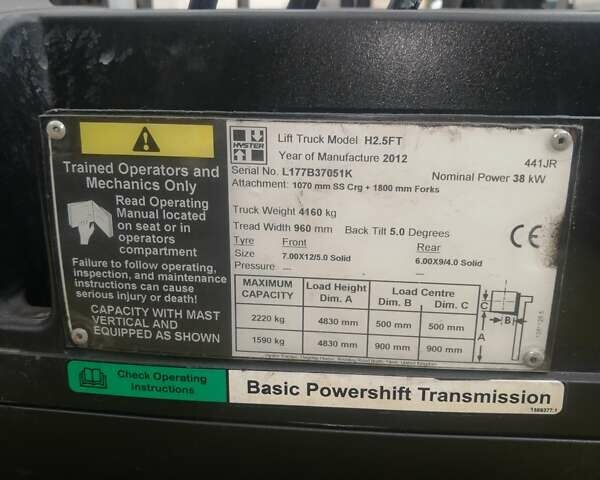 Trained Operators and
Mechanics Only
Read Operating
Manual located
on seat or in
operators
compartment
Failure to follow operating,
inspection, and maintenance
instructions can cause
serious injury or death!
CAPACITY WITH MAST
VERTICAL AND
EQUIPPED AS SHOWN
HYSTER
Lift Truck Model H2.5FT
Year of Manufacture 2012
441JR
Serial No. L177B37051K
Nominal Power 38 kW
Attachment: 1070 mm SS Crg + 1800 mm Forks
Truck Weight 4160 kg
Tread Width 960 mm Back Tilt 5.0 Degrees
CE
Tyre Front Rear
Size 7.00X12/5.0 Solid 6.00X9/4.0 Solid
Pressure — —
MAXIMUM CAPACITY Load Height Dim. A Load Centre Dim. B Dim. C
2220 kg 4830 mm 500 mm 500 mm
1590 kg 4830 mm 900 mm 900 mm
C
B
A
Check Operating
Instructions
Basic Powershift Transmission